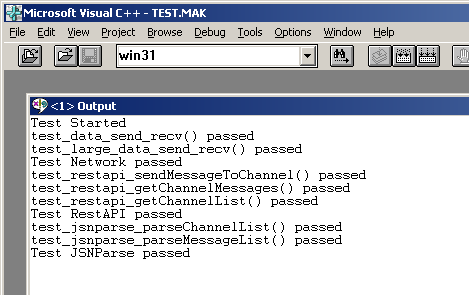 Microsoft Visual C++ - TEST.MAK
File Edit View Project Browse Debug Tools Options Window Help
win31
<1> Output
Test Started
test_data_send_recv() passed
test_large_data_send_recv() passed
Test Network passed
test_restapi_sendMessageToChannel() passed
test_restapi_getChannelMessages() passed
test_restapi_getChannelList() passed
Test RestAPI passed
test_jsnparse_parseChannelList() passed
test_jsnparse_parseMessageList() passed
Test JSNParse passed